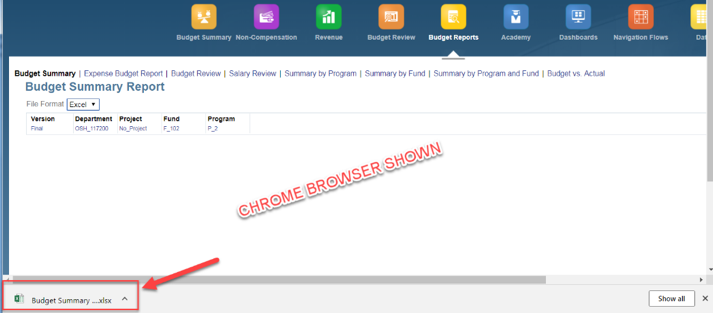 Budget Summary Non-Compensation Revenue Budget Review Budget Reports Academy Dashboards Navigation Flows
Budget Summary | Expense Budget Report | Budget Review | Salary Review | Summary by Program | Summary by Fund | Summary by Program and Fund | Budget vs. Actual
Budget Summary Report
File Format Excel
Version Department Project Fund Program
Final OSH_117200 No_Project F_102 P_2
CHROME BROWSER SHOWN
Budget Summary ....xlsx
Show all